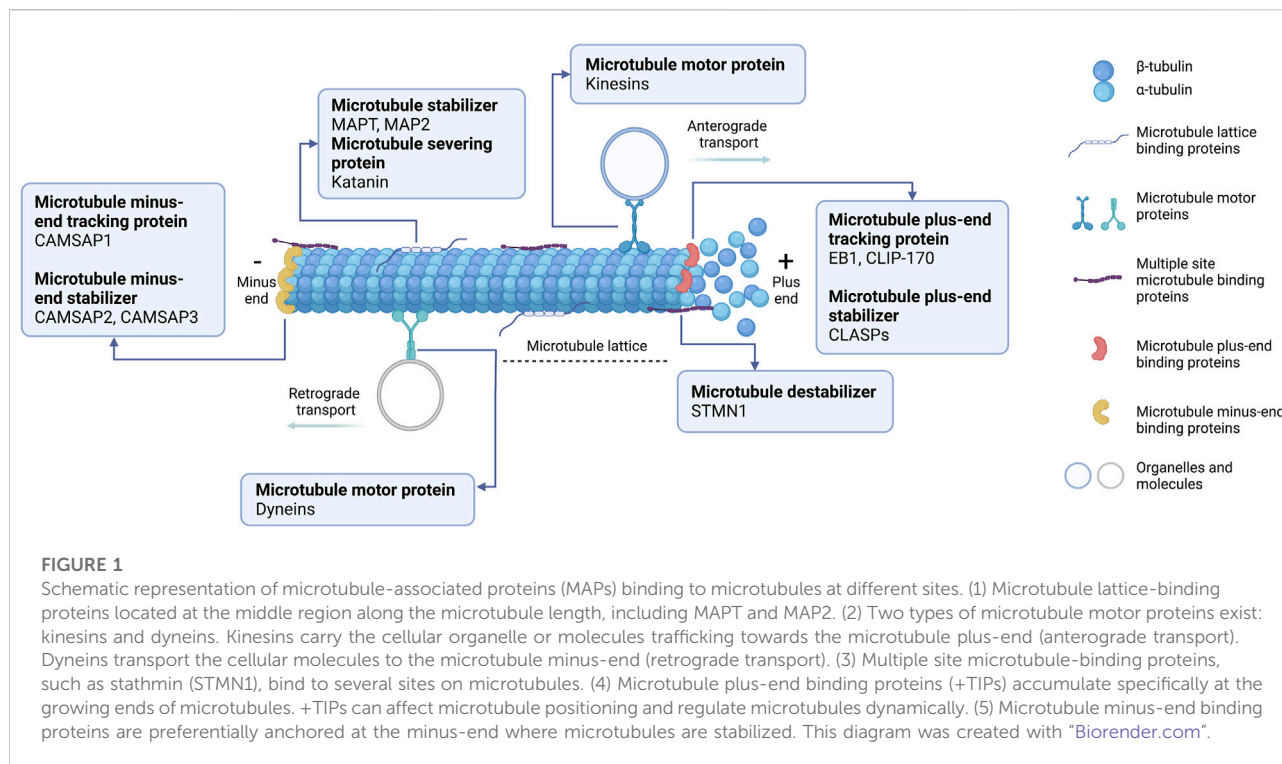 Microtubule motor protein
Kinesins
Microtubule stabilizer
MAPT, MAP2
Microtubule severing
protein
Katanin
Anterograde
transport
Microtubule minus-
end tracking protein
CAMSAP1
Microtubule minus-
end stabilizer
CAMSAP2, CAMSAP3
-
Minus
end
+
Plus
end
Microtubule plus-end
tracking protein
EB1, CLIP-170
Microtubule plus-end
stabilizer
CLASPs
Microtubule lattice
Retrograde
transport
Microtubule destabilizer
STMN1
Microtubule motor protein
Dyneins
β-tubulin
α-tubulin
Microtubule lattice
binding proteins
Microtubule motor
proteins
Multiple site
microtubule binding
proteins
Microtubule plus-end
binding proteins
Microtubule minus-end
binding proteins
Organelles and
molecules
FIGURE 1
Schematic representation of microtubule-associated proteins (MAPs) binding to microtubules at different sites. (1) Microtubule lattice-binding
proteins located at the middle region along the microtubule length, including MAPT and MAP2. (2) Two types of microtubule motor proteins exist:
kinesins and dyneins. Kinesins carry the cellular organelle or molecules trafficking towards the microtubule plus-end (anterograde transport).
Dyneins transport the cellular molecules to the microtubule minus-end (retrograde transport). (3) Multiple site microtubule-binding proteins,
such as stathmin (STMN1), bind to several sites on microtubles. (4) Microtubule plus-end binding proteins (+TIPs) accumulate specifically at the
growing ends of microtubules. +TIPs can affect microtubule positioning and regulate microtubules dynamically. (5) Microtubule minus-end binding
proteins are preferentially anchored at the minus-end where microtubules are stabilized. This diagram was created with “Biorender.com”.